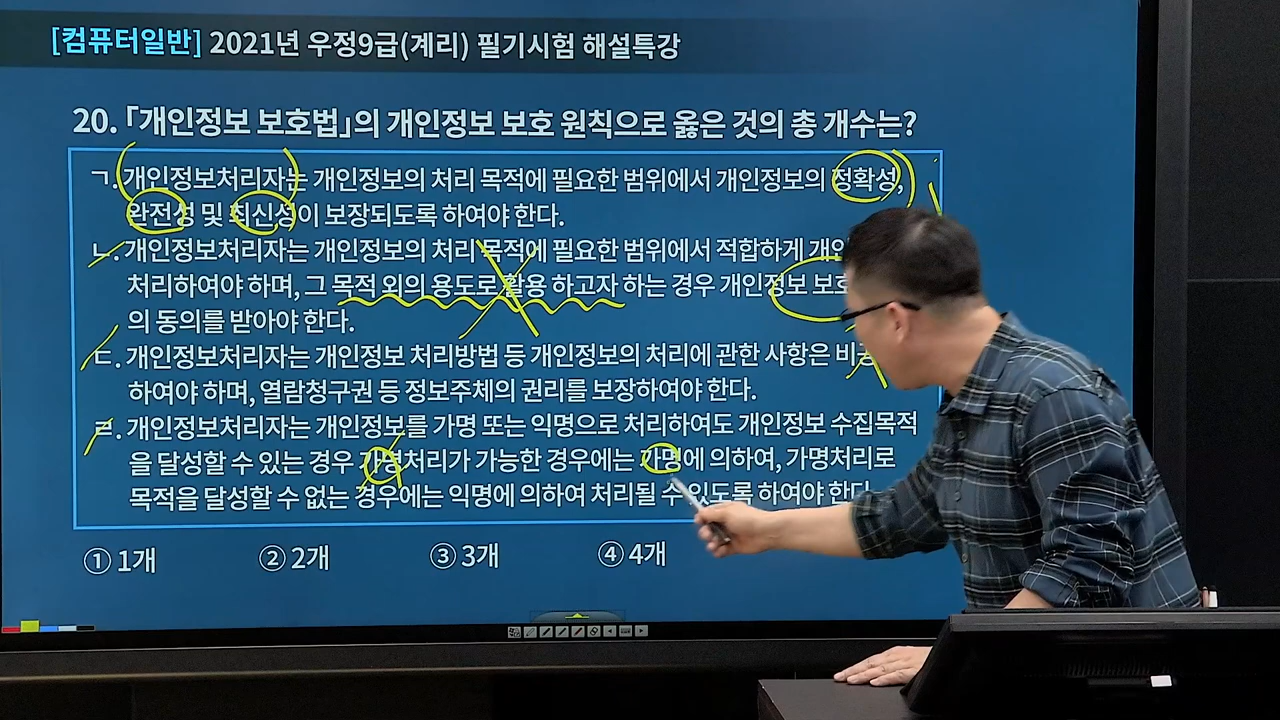 [컴퓨터일반] 2021년 우정9급(계리) 필기시험 해설특강
20. 「개인정보 보호법」의 개인정보 보호 원칙으로 옳은 것의 총 개수는?
ㄱ. 개인정보처리자는 개인정보의 처리 목적에 필요한 범위에서 개인정보의 정확성,
완전성 및 최신성이 보장되도록 하여야 한다.
ㄴ. 개인정보처리자는 개인정보의 처리 목적에 필요한 범위에서 적합하게
처리하여야 하며, 그 목적 외의 용도로 활용 하고자 하는 경우 개인정보
의 동의를 받아야 한다.
ㄷ. 개인정보처리자는 개인정보 처리방법 등 개인정보의 처리에 관한 사항은
하여야 하며, 열람청구권 등 정보주체의 권리를 보장하여야 한다.
ㄹ. 개인정보처리자는 개인정보를 가명 또는 익명으로 처리하여도 개인정보 수집목적
을 달성할 수 있는 경우 가명처리가 가능한 경우에는 가명에 의하여, 가명처리로
목적을 달성할 수 없는 경우에는 익명에 의하여 처리될 수 있도록 하여야 한다.
① 1개 ② 2개 ③ 3개 ④ 4개